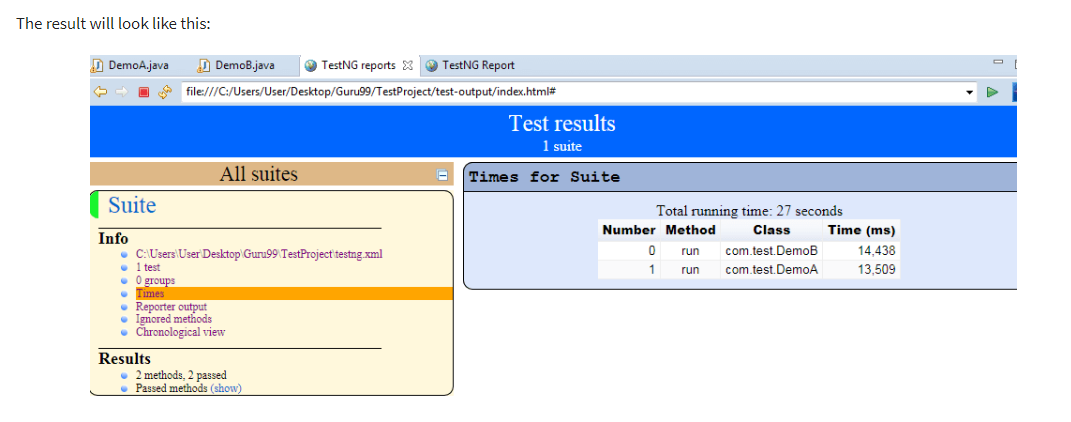 The result will look like this:
DemoA.java DemoB.java TestNG reports TestNG Report
file:///C:/Users/User/Desktop/Guru99/TestProject/test-output/index.html#
Test results
1 suite
All suites
Suite
Info
C:\Users\User\Desktop\Guru99\TestProject\testng.xml
1 test
0 groups
Times
Reporter output
Ignored methods
Chronological view
Results
2 methods, 2 passed
Passed methods (show)
Times for Suite
Total running time: 27 seconds
Number Method Class Time (ms)
0 run com.test.DemoB 14,438
1 run com.test.DemoA 13,509